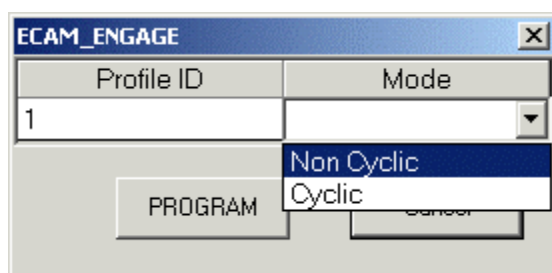 ECAM_ENGAGE
Profile ID Mode
1
Non Cyclic
Cyclic
PROGRAM